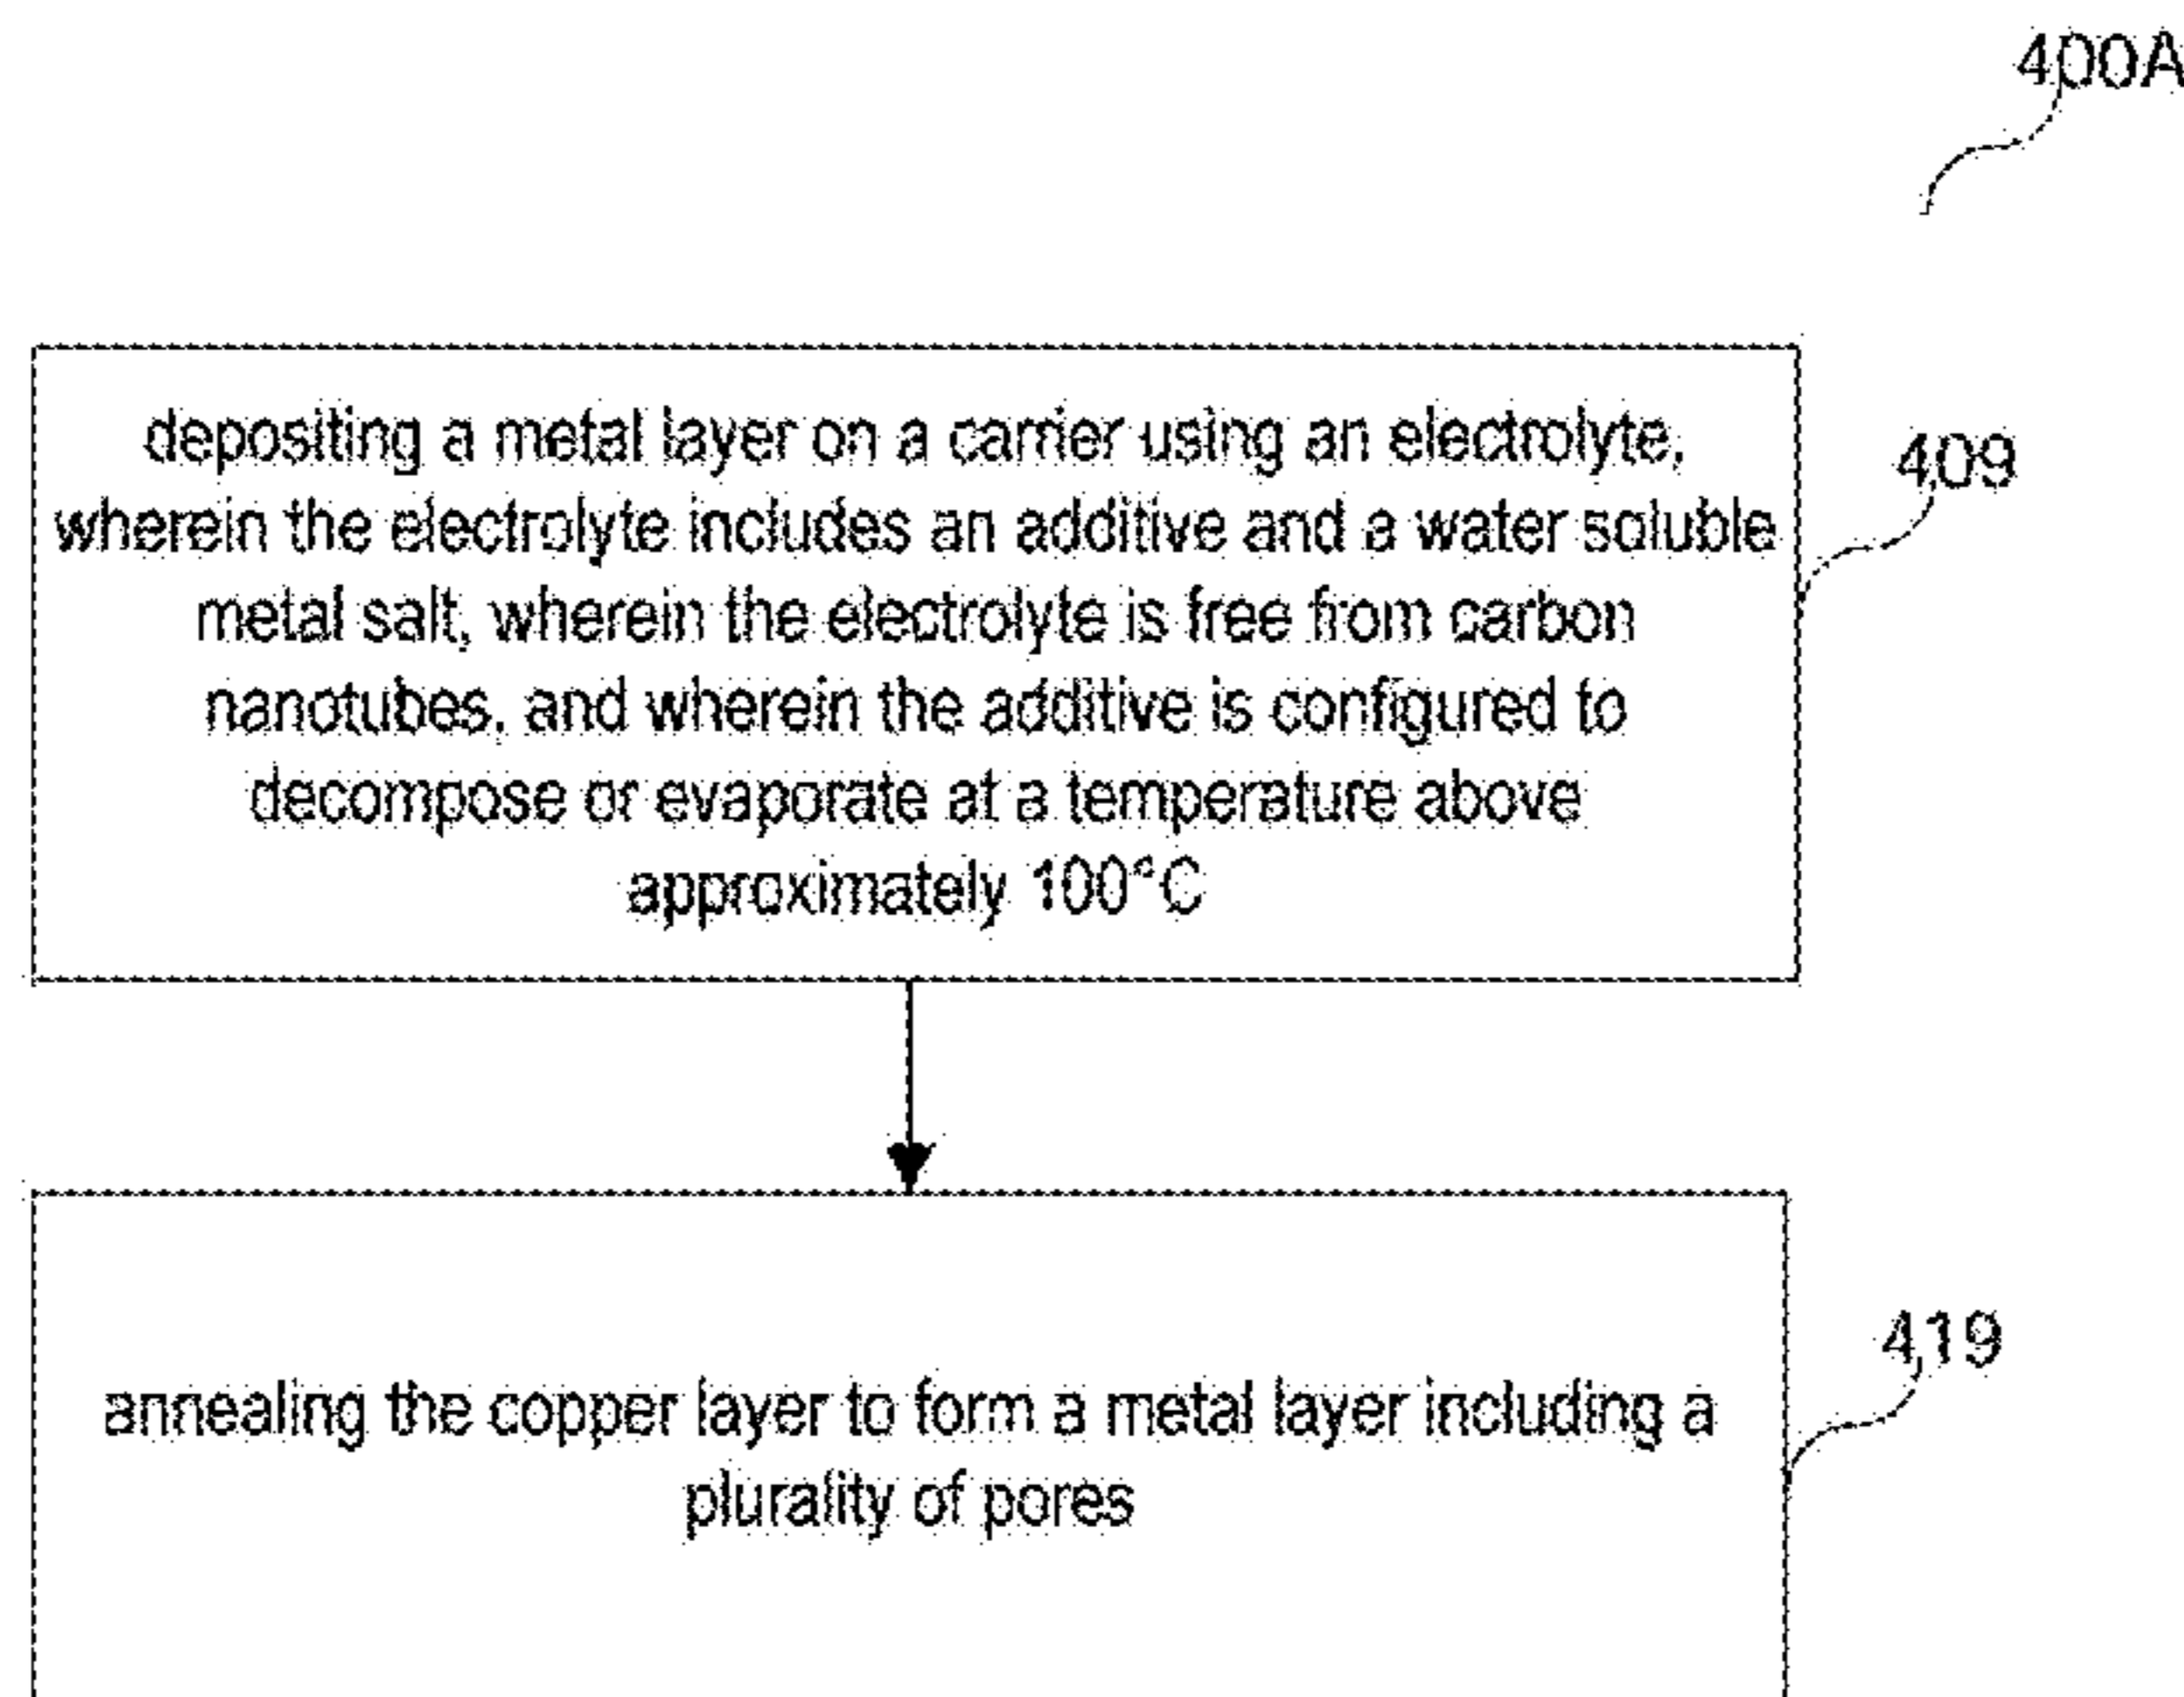 400A
depositing a metal layer on a carrier using an electrolyte,
wherein the electrolyte includes an additive and a water soluble
metal salt, wherein the electrolyte is free from carbon
nanotubes, and wherein the additive is configured to
decompose or evaporate at a temperature above
approximately 100°C
409
annealing the copper layer to form a metal layer including a
plurality of pores
419